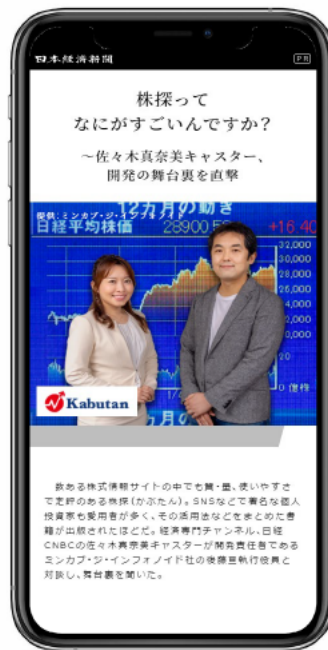 日本経済新聞
PR
株探って
なにがすごいんですか?
~佐々木真奈美キャスター、
開発の舞台裏を直撃
提供:ミンカブ・ジ・インフォノイド
12カ月の動き
日経平均株価 28900 +16.40
32,000
30,000
28,000
26,000
20
0 億株
Kabutan
数ある株式情報サイトの中でも質・量、使いやすさ
で定評のある株探(かぶたん)。SNSなどで著名な個人
投資家も愛用者が多く、その活用法などをまとめた書
籍が出版されたほどだ。経済専門チャンネル、日経
CNBCの佐々木真奈美キャスターが開発責任者である
ミンカブ・ジ・インフォノイド社の後藤亘執行役員と
対談し、舞台裏を聞いた。